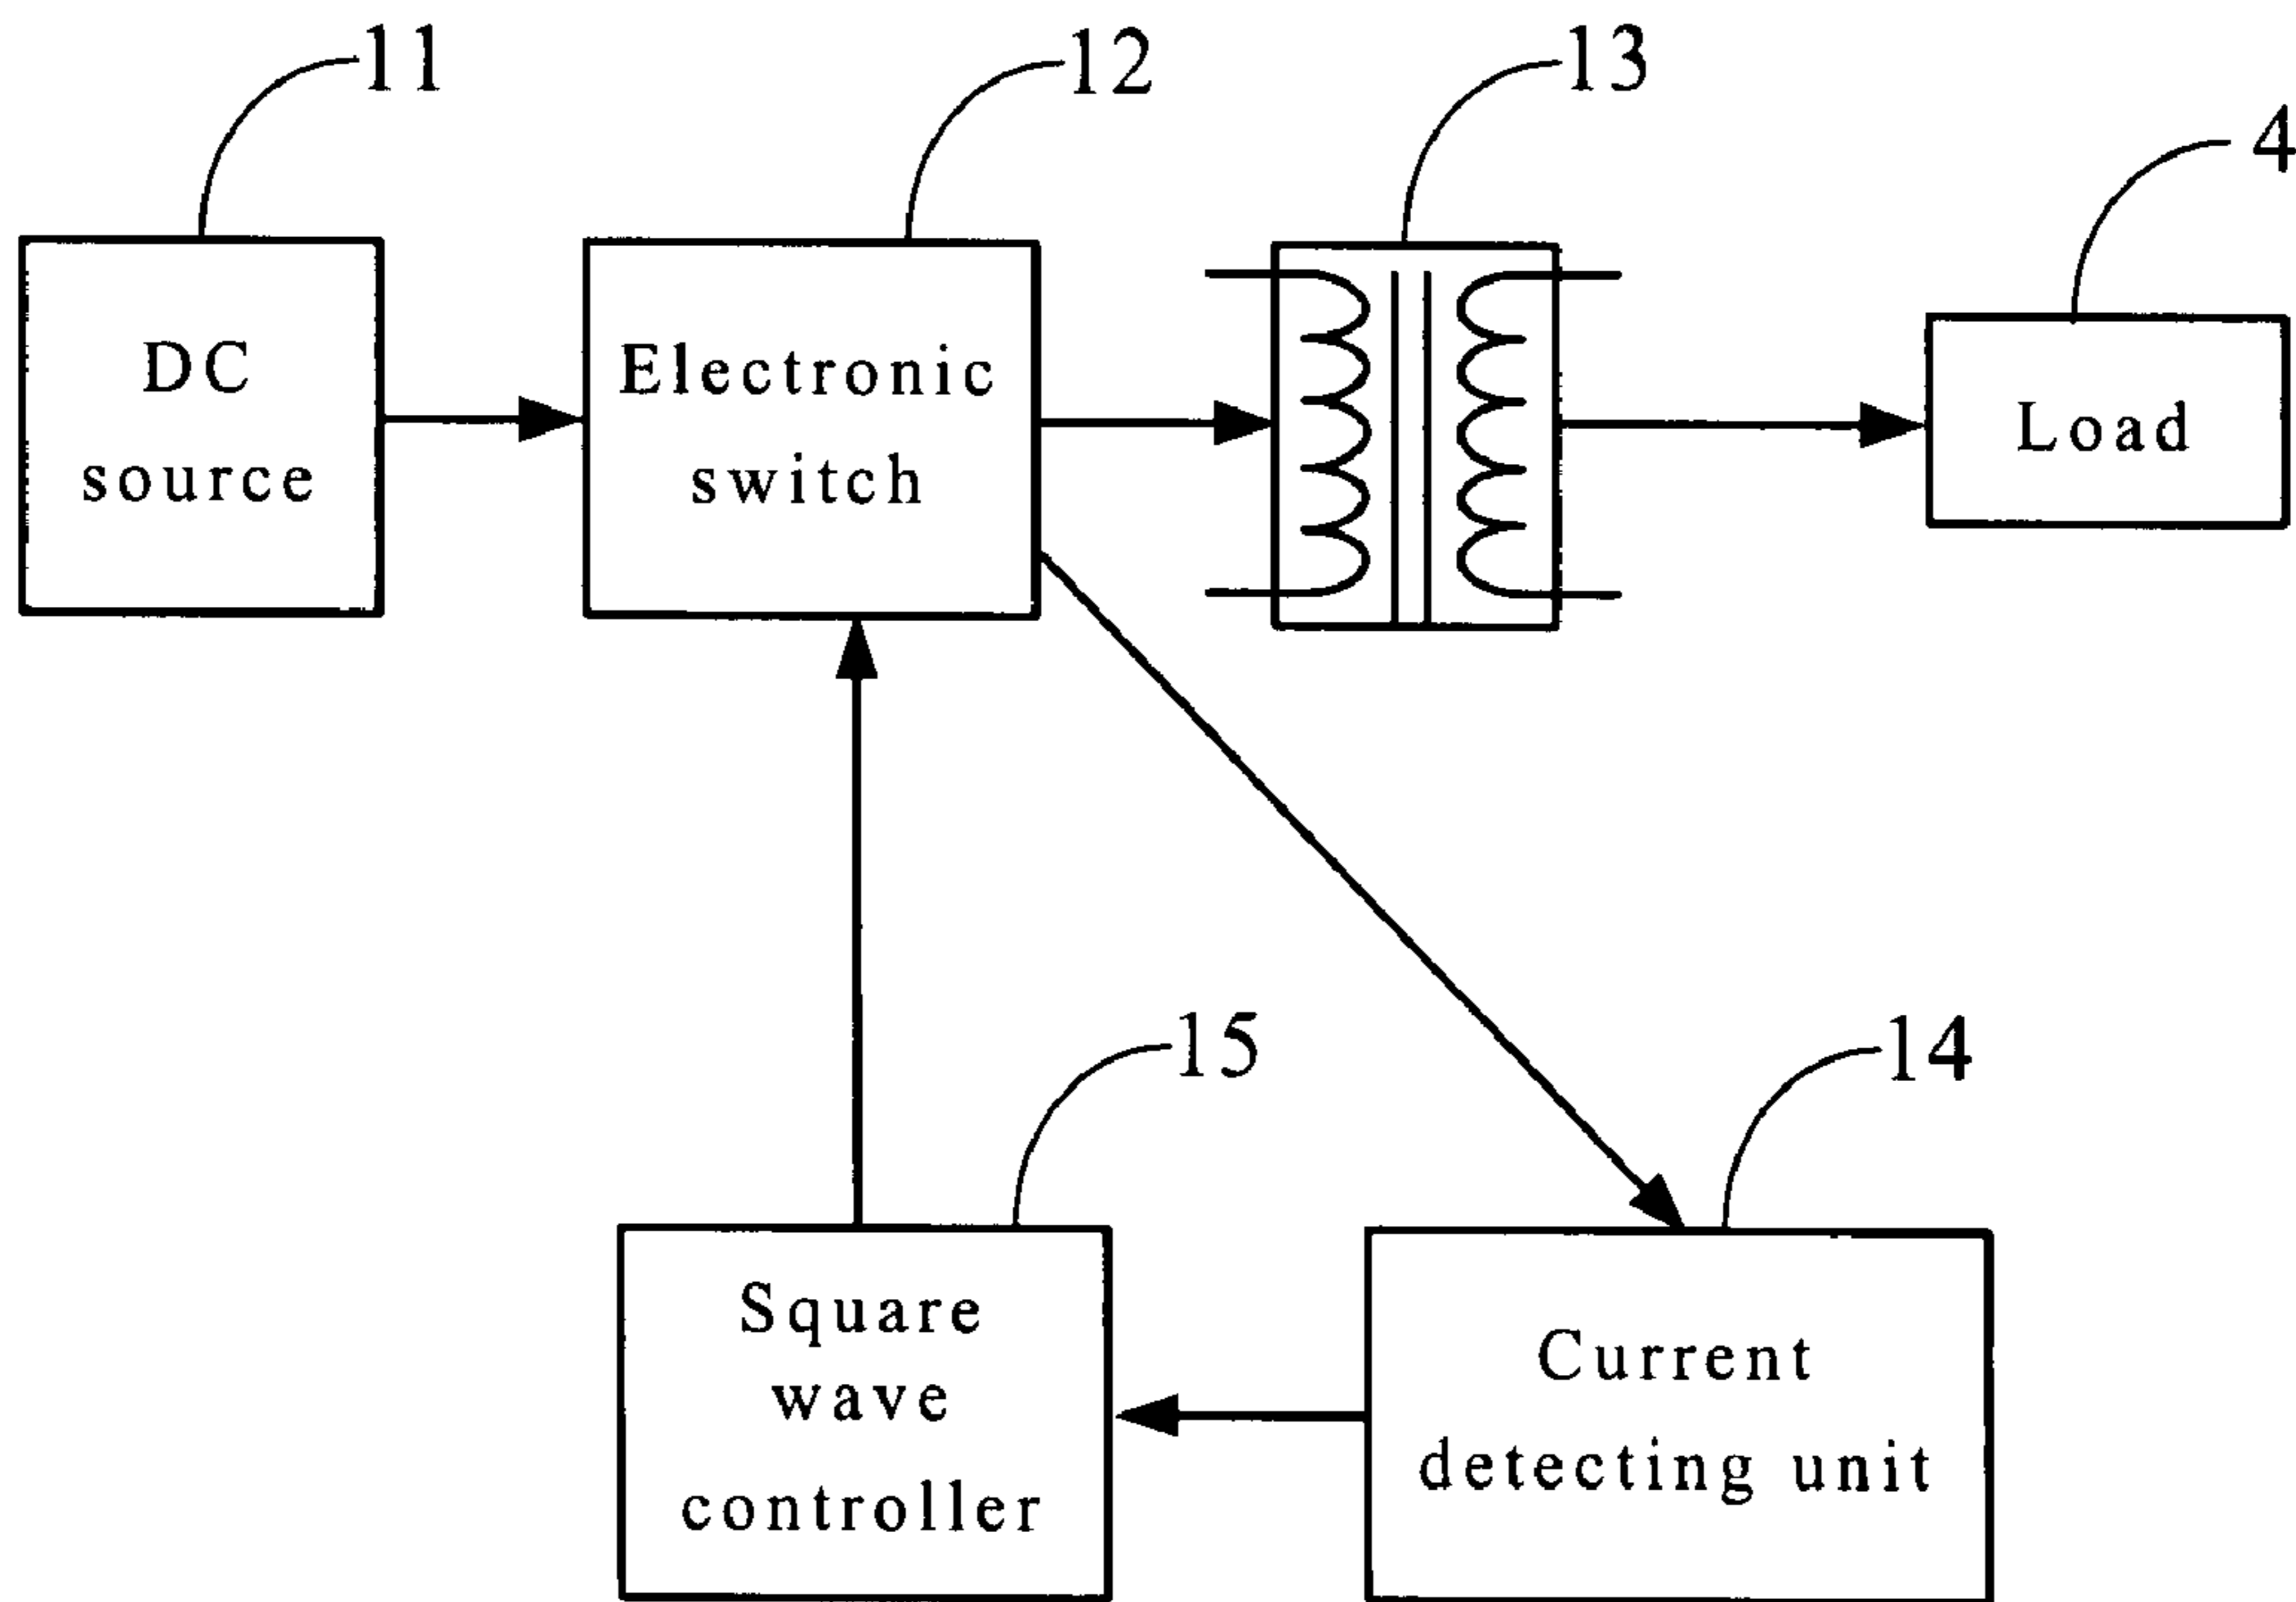 11
12
13
4
DC
source
Electronic
switch
Load
15
14
Square
wave
controller
Current
detecting unit